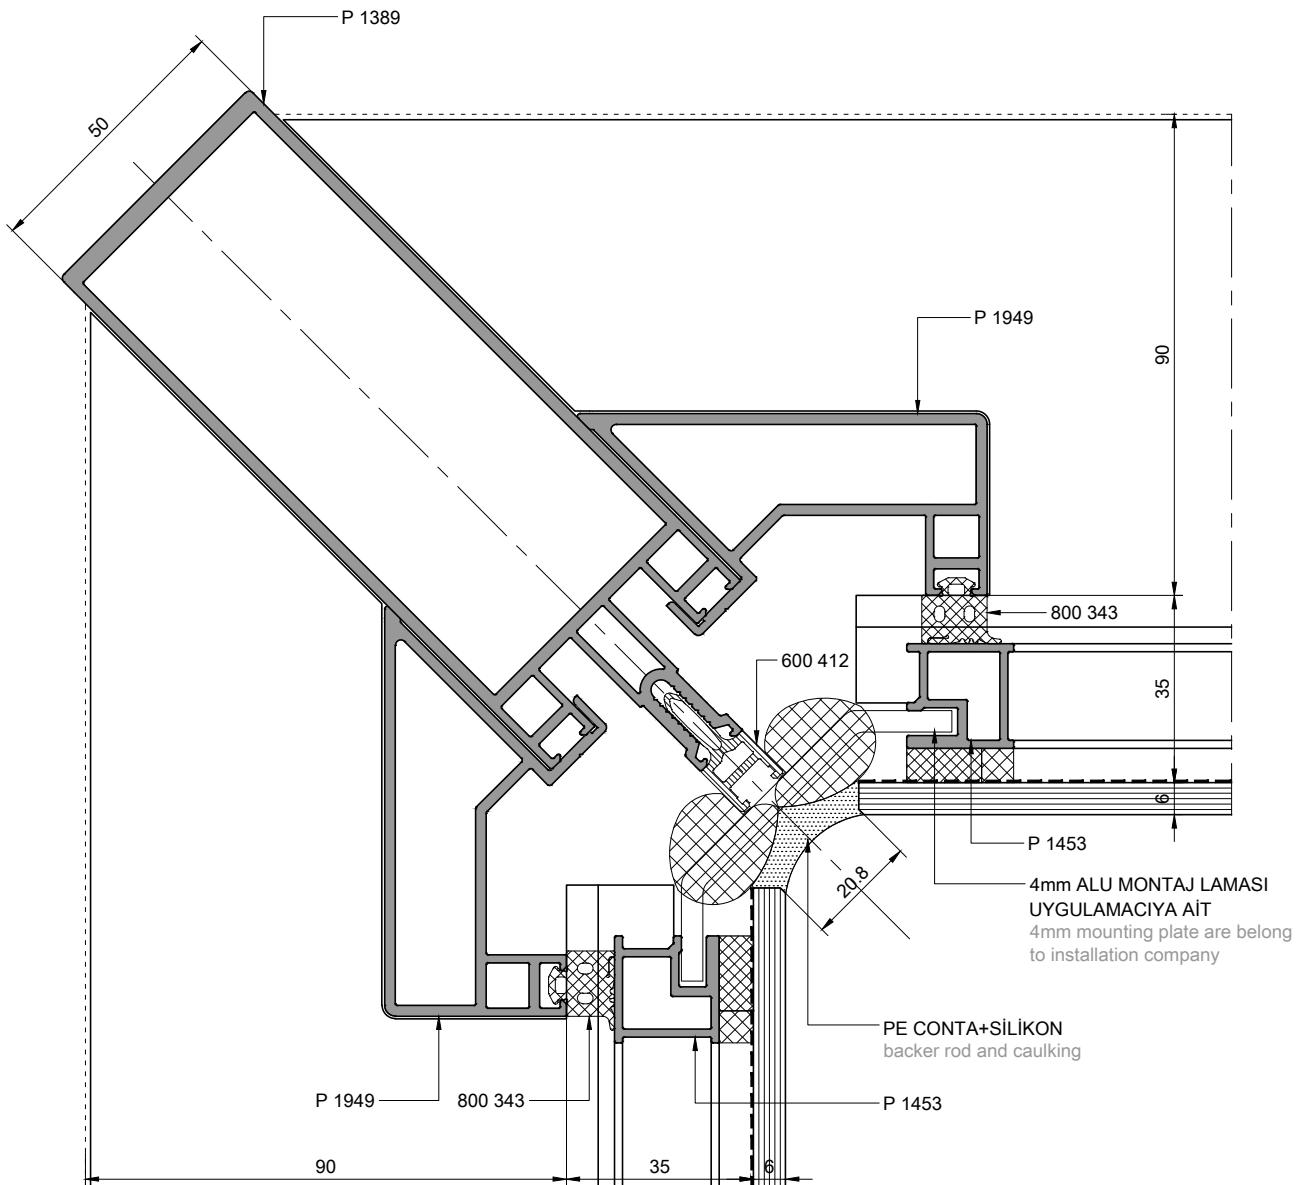 P 1389
50
P 1949
90
800 343
600 412
35
6
P 1453
20.8
4mm ALU MONTAJ LAMASI
UYGULAMACIYA AİT
4mm mounting plate are belong
to installation company
PE CONTA+SİLİKON
backer rod and caulking
P 1949
800 343
P 1453
90
35
6